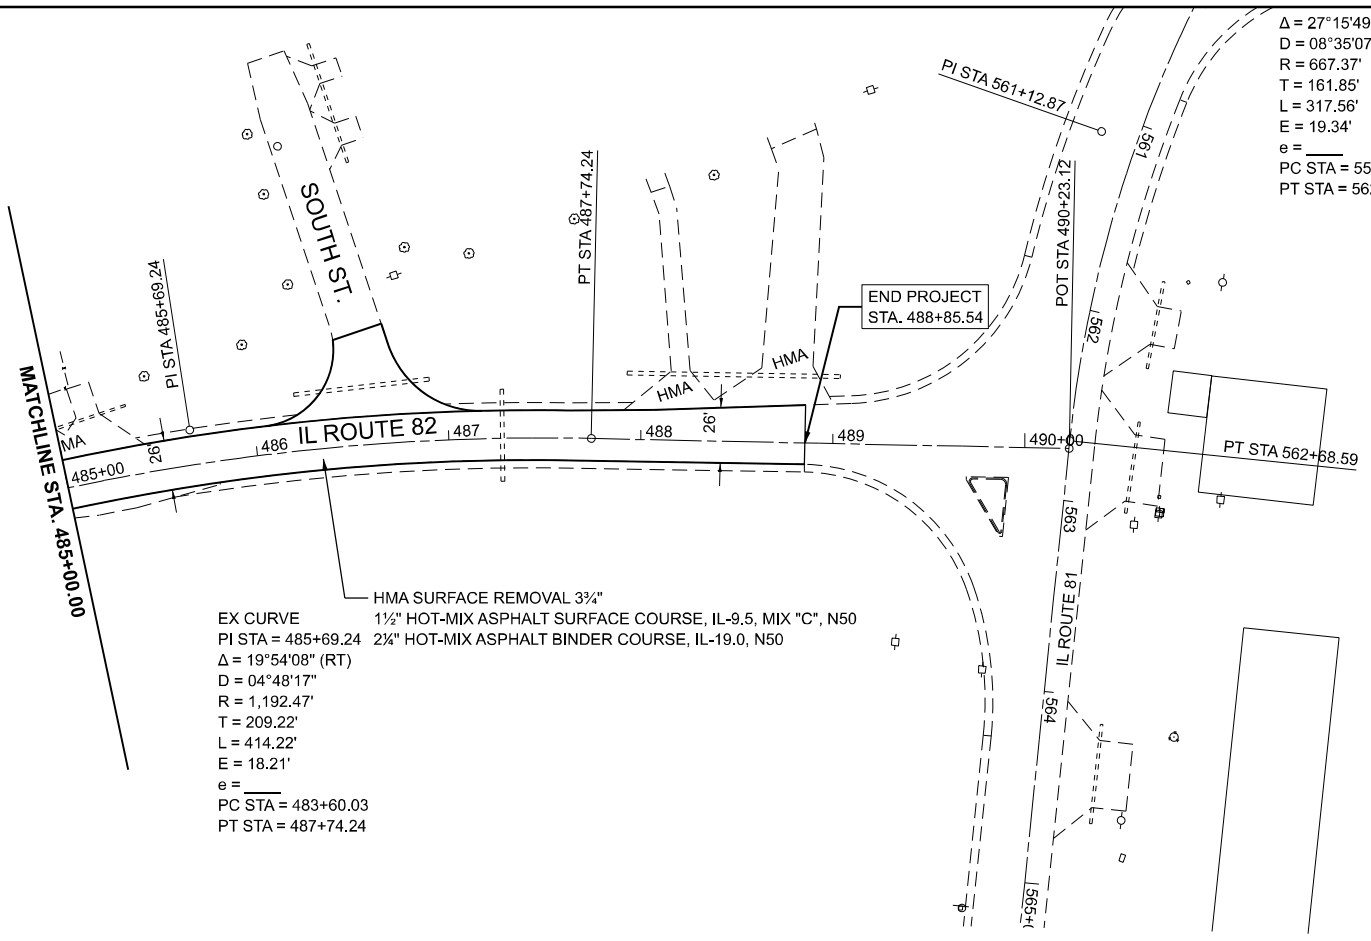 Δ = 27°15'49
D = 08°35'07
R = 667.37'
T = 161.85'
L = 317.56'
E = 19.34'
e = ____
PC STA = 55
PT STA = 562
PI STA 561+12.87
561
SOUTH ST.
PT STA 487+74.24
POT STA 490+23.12
PI STA 485+69.24
END PROJECT
STA. 488+85.54
562
MATCHLINE STA. 485+00.00
HMA
HMA
MA
26'
26'
IL ROUTE 82
485+00
486
487
488
489
490+00
PT STA 562+68.59
563
IL ROUTE 81
564
HMA SURFACE REMOVAL 3¾"
1½" HOT-MIX ASPHALT SURFACE COURSE, IL-9.5, MIX "C", N50
2¼" HOT-MIX ASPHALT BINDER COURSE, IL-19.0, N50
EX CURVE
PI STA = 485+69.24
Δ = 19°54'08" (RT)
D = 04°48'17"
R = 1,192.47'
T = 209.22'
L = 414.22'
E = 18.21'
e = ____
PC STA = 483+60.03
PT STA = 487+74.24
565+